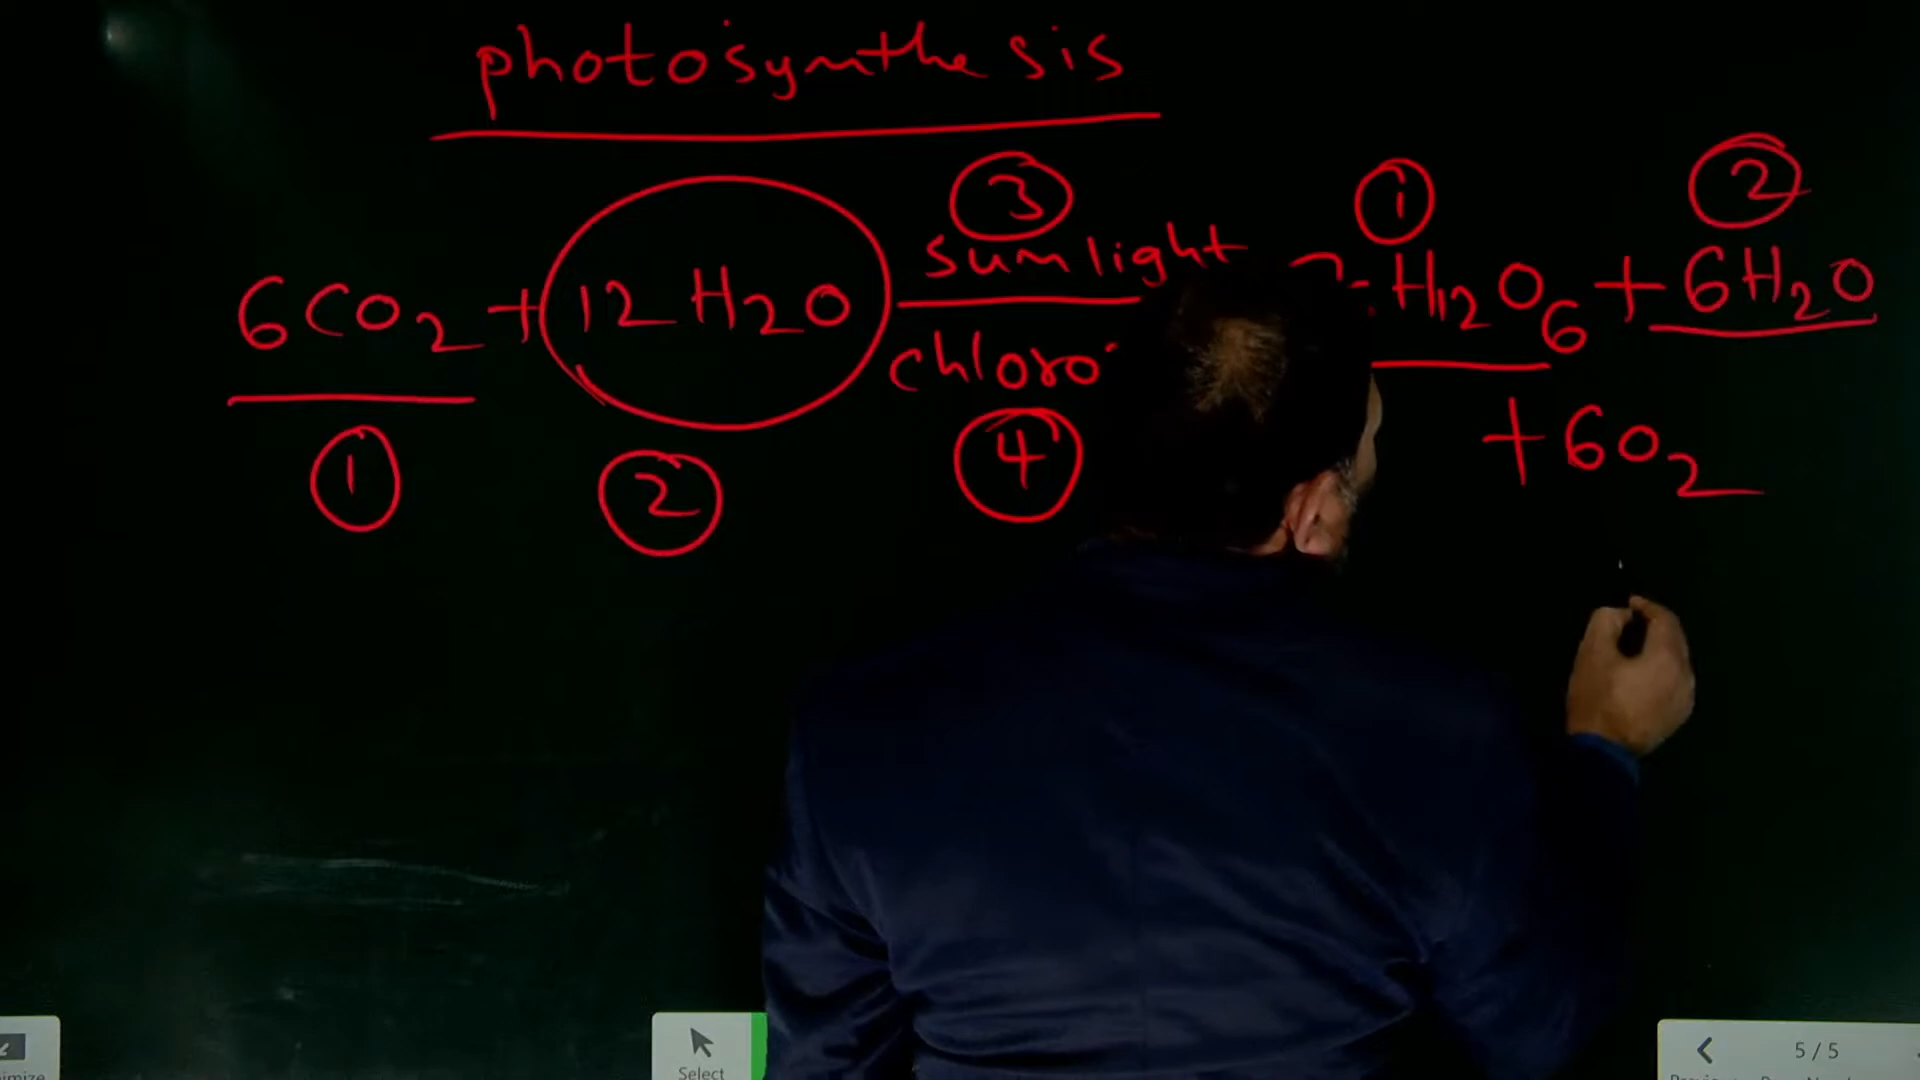 photosynthesis
3 1 2
sunlight
6CO2 + 12H2O H12O6 + 6H2O
chloro
+ 6O2
1 2 4
Select
5 / 5